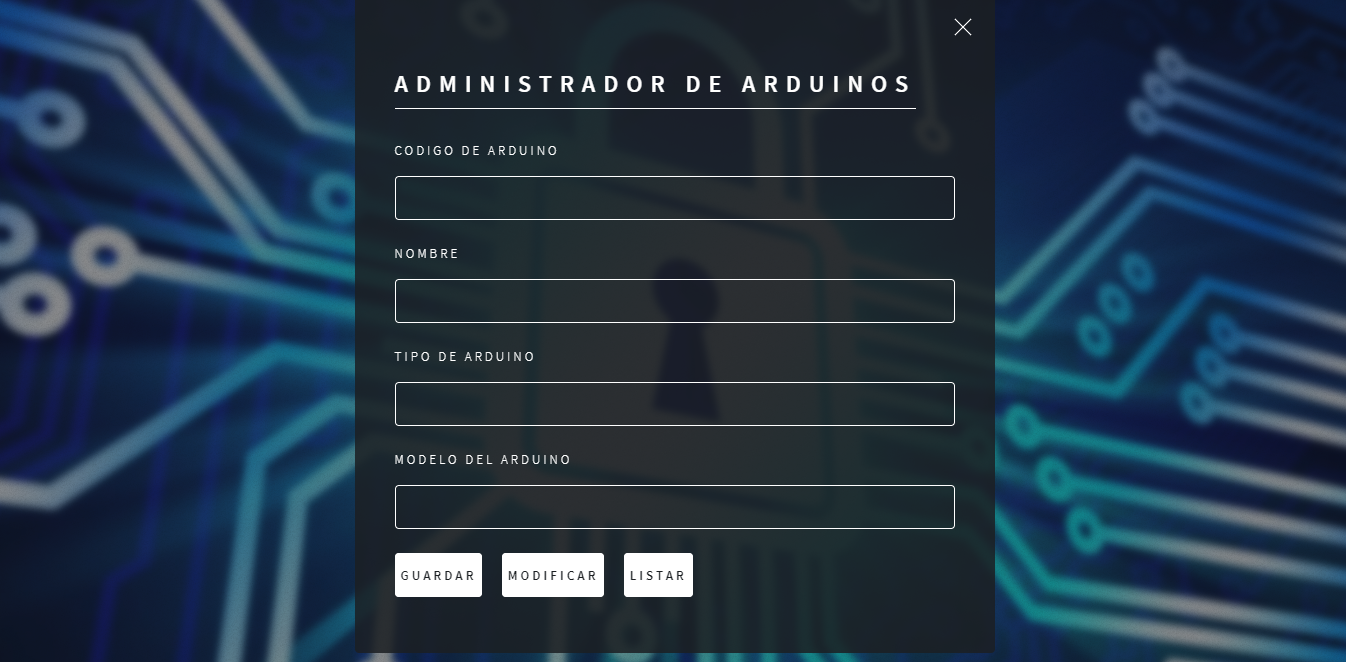 ADMINISTRADOR DE ARDUINOS
CODIGO DE ARDUINO
NOMBRE
TIPO DE ARDUINO
MODELO DEL ARDUINO
GUARDAR MODIFICAR LISTAR